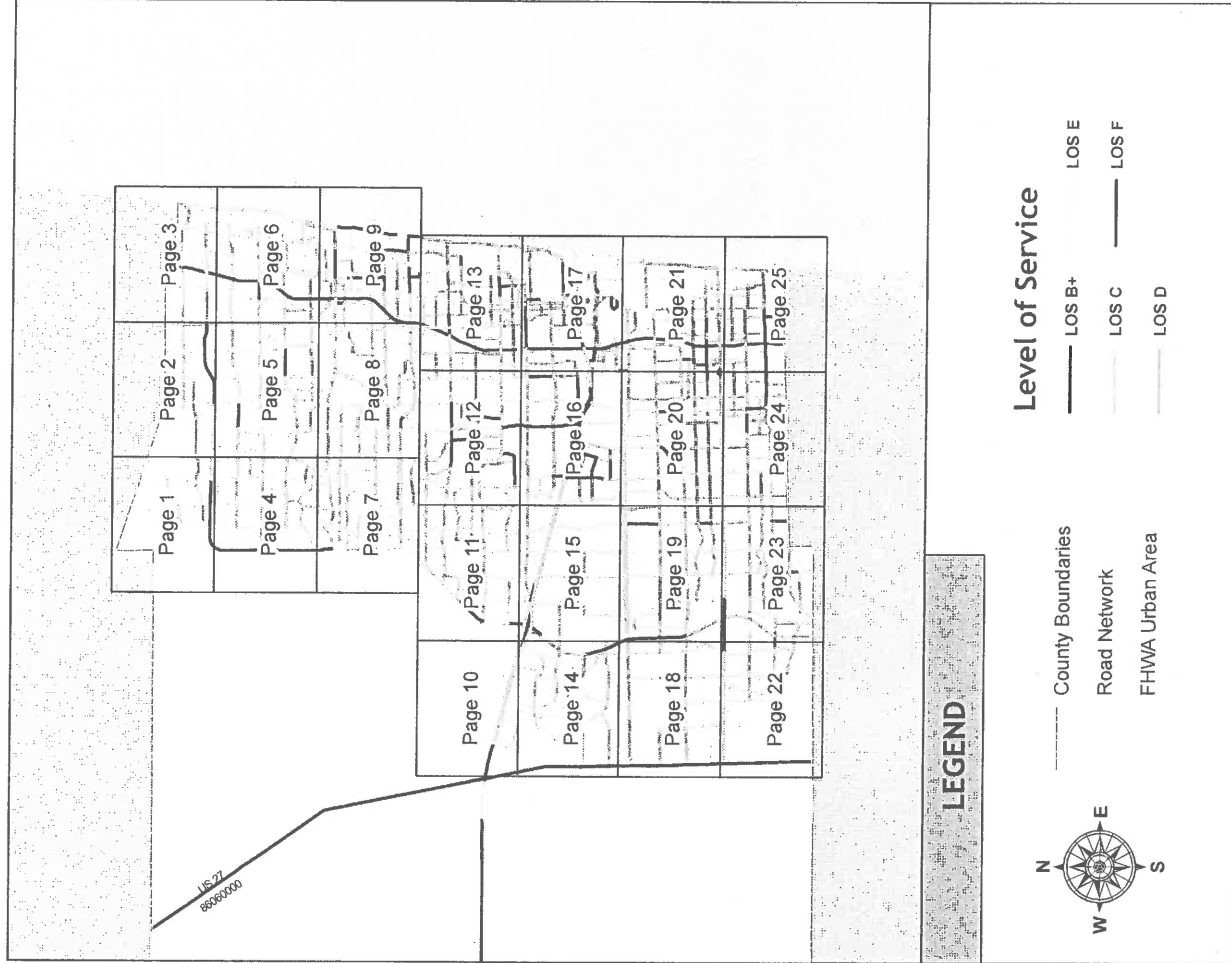 Page 1
Page 2
Page 3
Page 4
Page 5
Page 6
Page 7
Page 8
Page 9
Page 10
Page 11
Page 12
Page 13
Page 14
Page 15
Page 16
Page 17
Page 18
Page 19
Page 20
Page 21
Page 22
Page 23
Page 24
Page 25
US 27
86060000
LEGEND
N
W
E
S
County Boundaries
Road Network
FHWA Urban Area
Level of Service
LOS B+
LOS C
LOS D
LOS E
LOS F